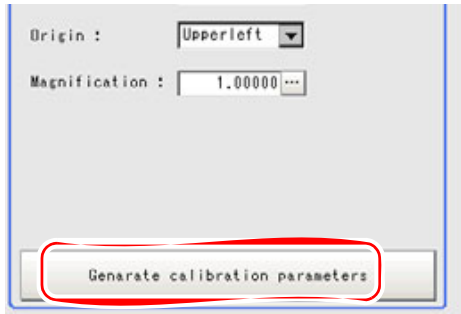 Origin : Upperleft
Magnification : 1.00000 ...
Genarate calibration parameters